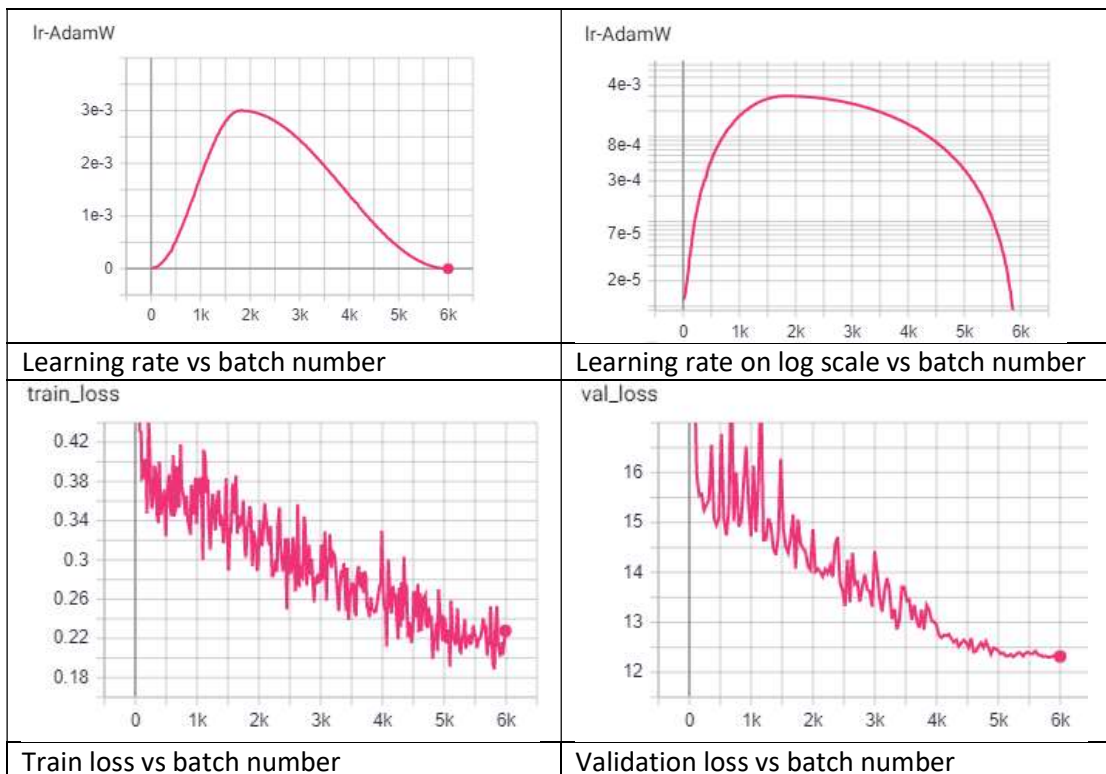 lr-AdamW
3e-3
2e-3
1e-3
0
0 1k 2k 3k 4k 5k 6k
Learning rate vs batch number
lr-AdamW
4e-3
8e-4
3e-4
7e-5
2e-5
0 1k 2k 3k 4k 5k 6k
Learning rate on log scale vs batch number
train_loss
0.42
0.38
0.34
0.3
0.26
0.22
0.18
0 1k 2k 3k 4k 5k 6k
Train loss vs batch number
val_loss
16
15
14
13
12
0 1k 2k 3k 4k 5k 6k
Validation loss vs batch number